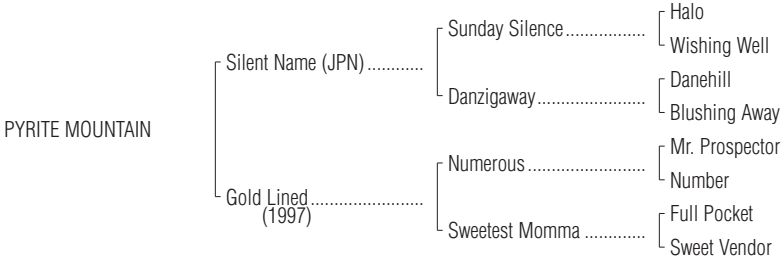 Halo
Sunday Silence.................
Wishing Well
Silent Name (JPN)............
Danehill
Danzigaway.......................
Blushing Away
PYRITE MOUNTAIN
Mr. Prospector
Numerous.........................
Number
Gold Lined........................
(1997)
Full Pocket
Sweetest Momma .............
Sweet Vendor